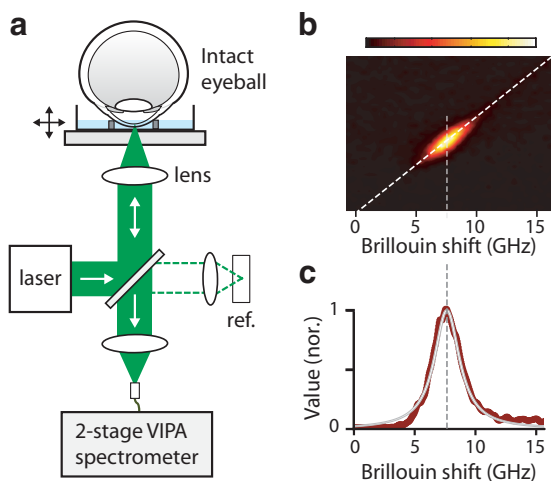 a
Intact
eyeball
lens
laser
ref.
2-stage VIPA
spectrometer
b
0 5 10 15
Brillouin shift (GHz)
c
1
Value (nor.)
0
0 5 10 15
Brillouin shift (GHz)